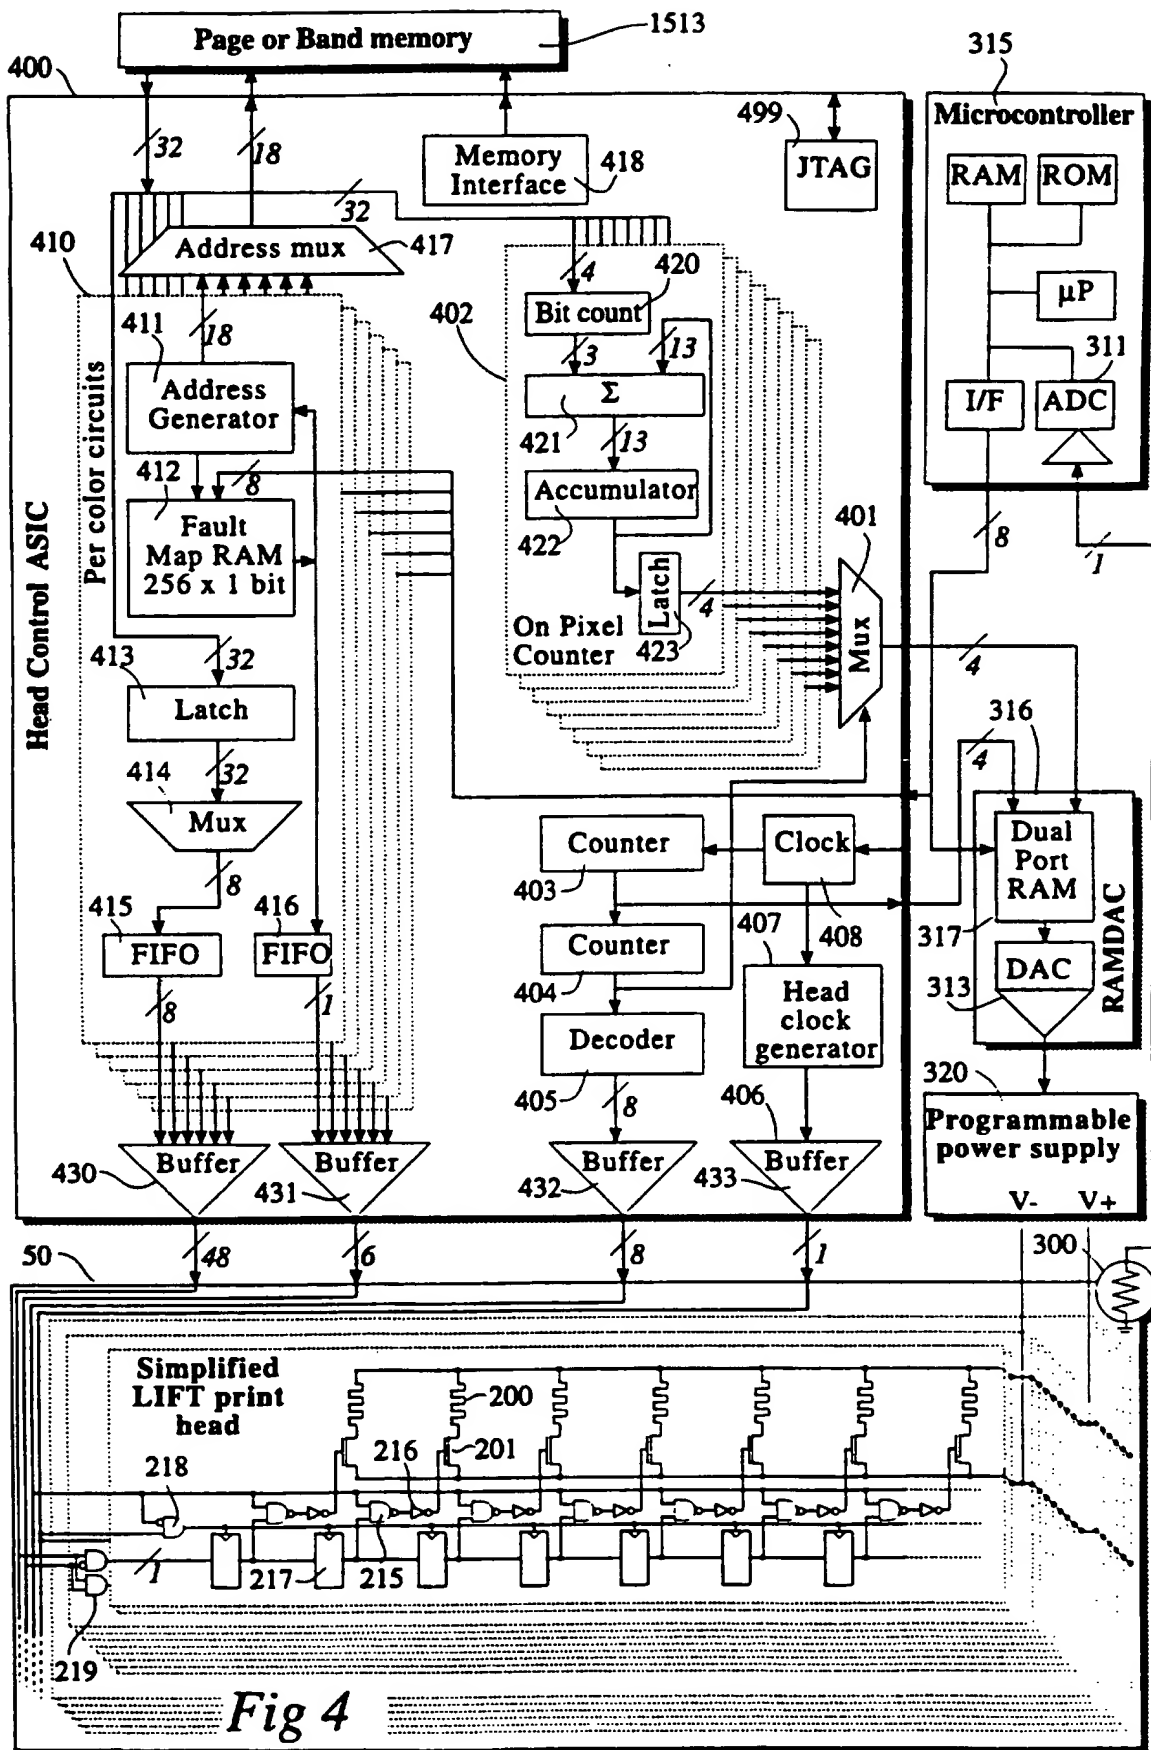 Page or Band memory
1513
400
315
Microcontroller
499
JTAG
RAM
ROM
32
18
Memory
Interface
418
32
410
Address mux
417
μP
4
420
402
Bit count
411
18
3
13
311
Address
Generator
Σ
I/F
ADC
421
13
412
8
Accumulator
Fault
Map RAM
256 x 1 bit
422
401
8
1
Per color circuits
Head Control ASIC
Latch
4
Mux
On Pixel
Counter
423
4
32
413
Latch
316
4
32
414
Mux
Counter
Clock
Dual
Port
RAM
403
8
407
408
317
415
416
FIFO
FIFO
Counter
DAC
404
Head
clock
generator
313
RAMDAC
8
1
Decoder
405
8
406
320
Programmable
power supply
V-
V+
Buffer
Buffer
Buffer
Buffer
430
431
432
433
50
48
6
8
1
300
Simplified
LIFT print
head
200
201
216
218
1
217
215
219
Fig 4